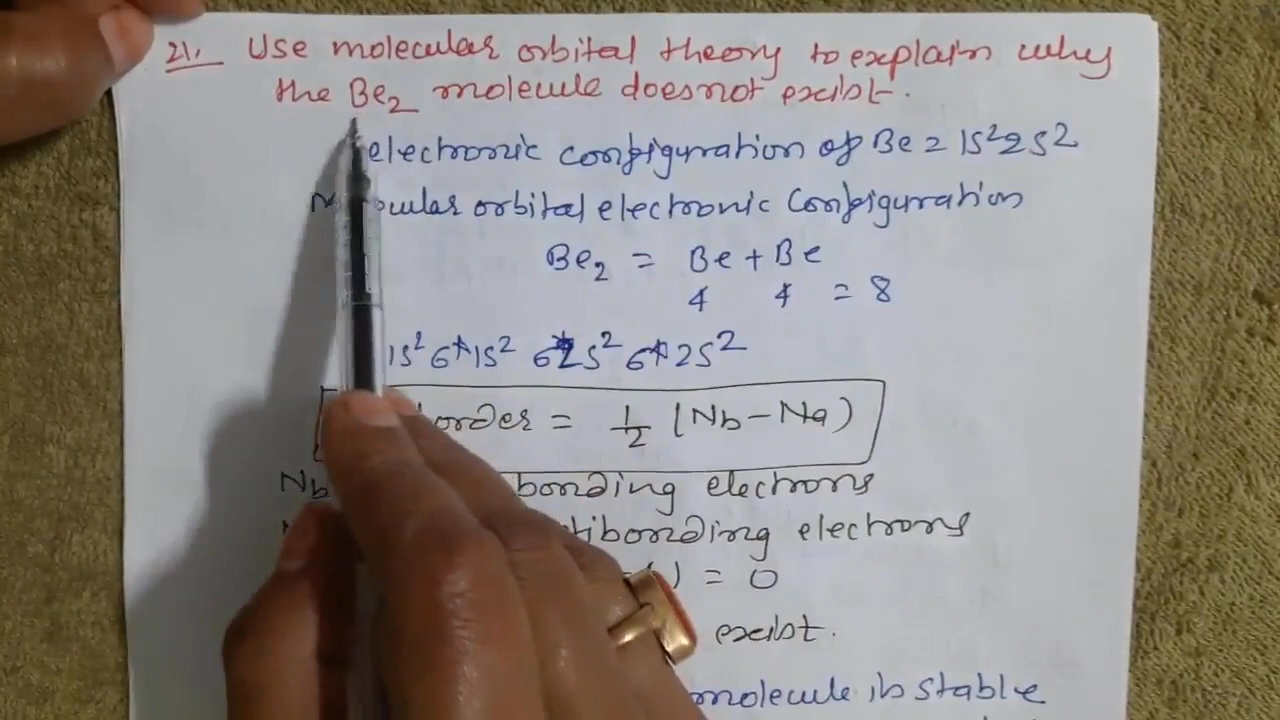 21. Use molecular orbital theory to explain why
the Be2 molecule does not exist.
electronic configuration of Be = 1s²2s²
orbital electronic configuration
Be2 = Be + Be
4 4 = 8
1s² σ*1s² σ2s² σ*2s²
order = 1/2 (Nb-Na)
Nb bonding electrons
electrons
) = 0
exist.
molecule is stable